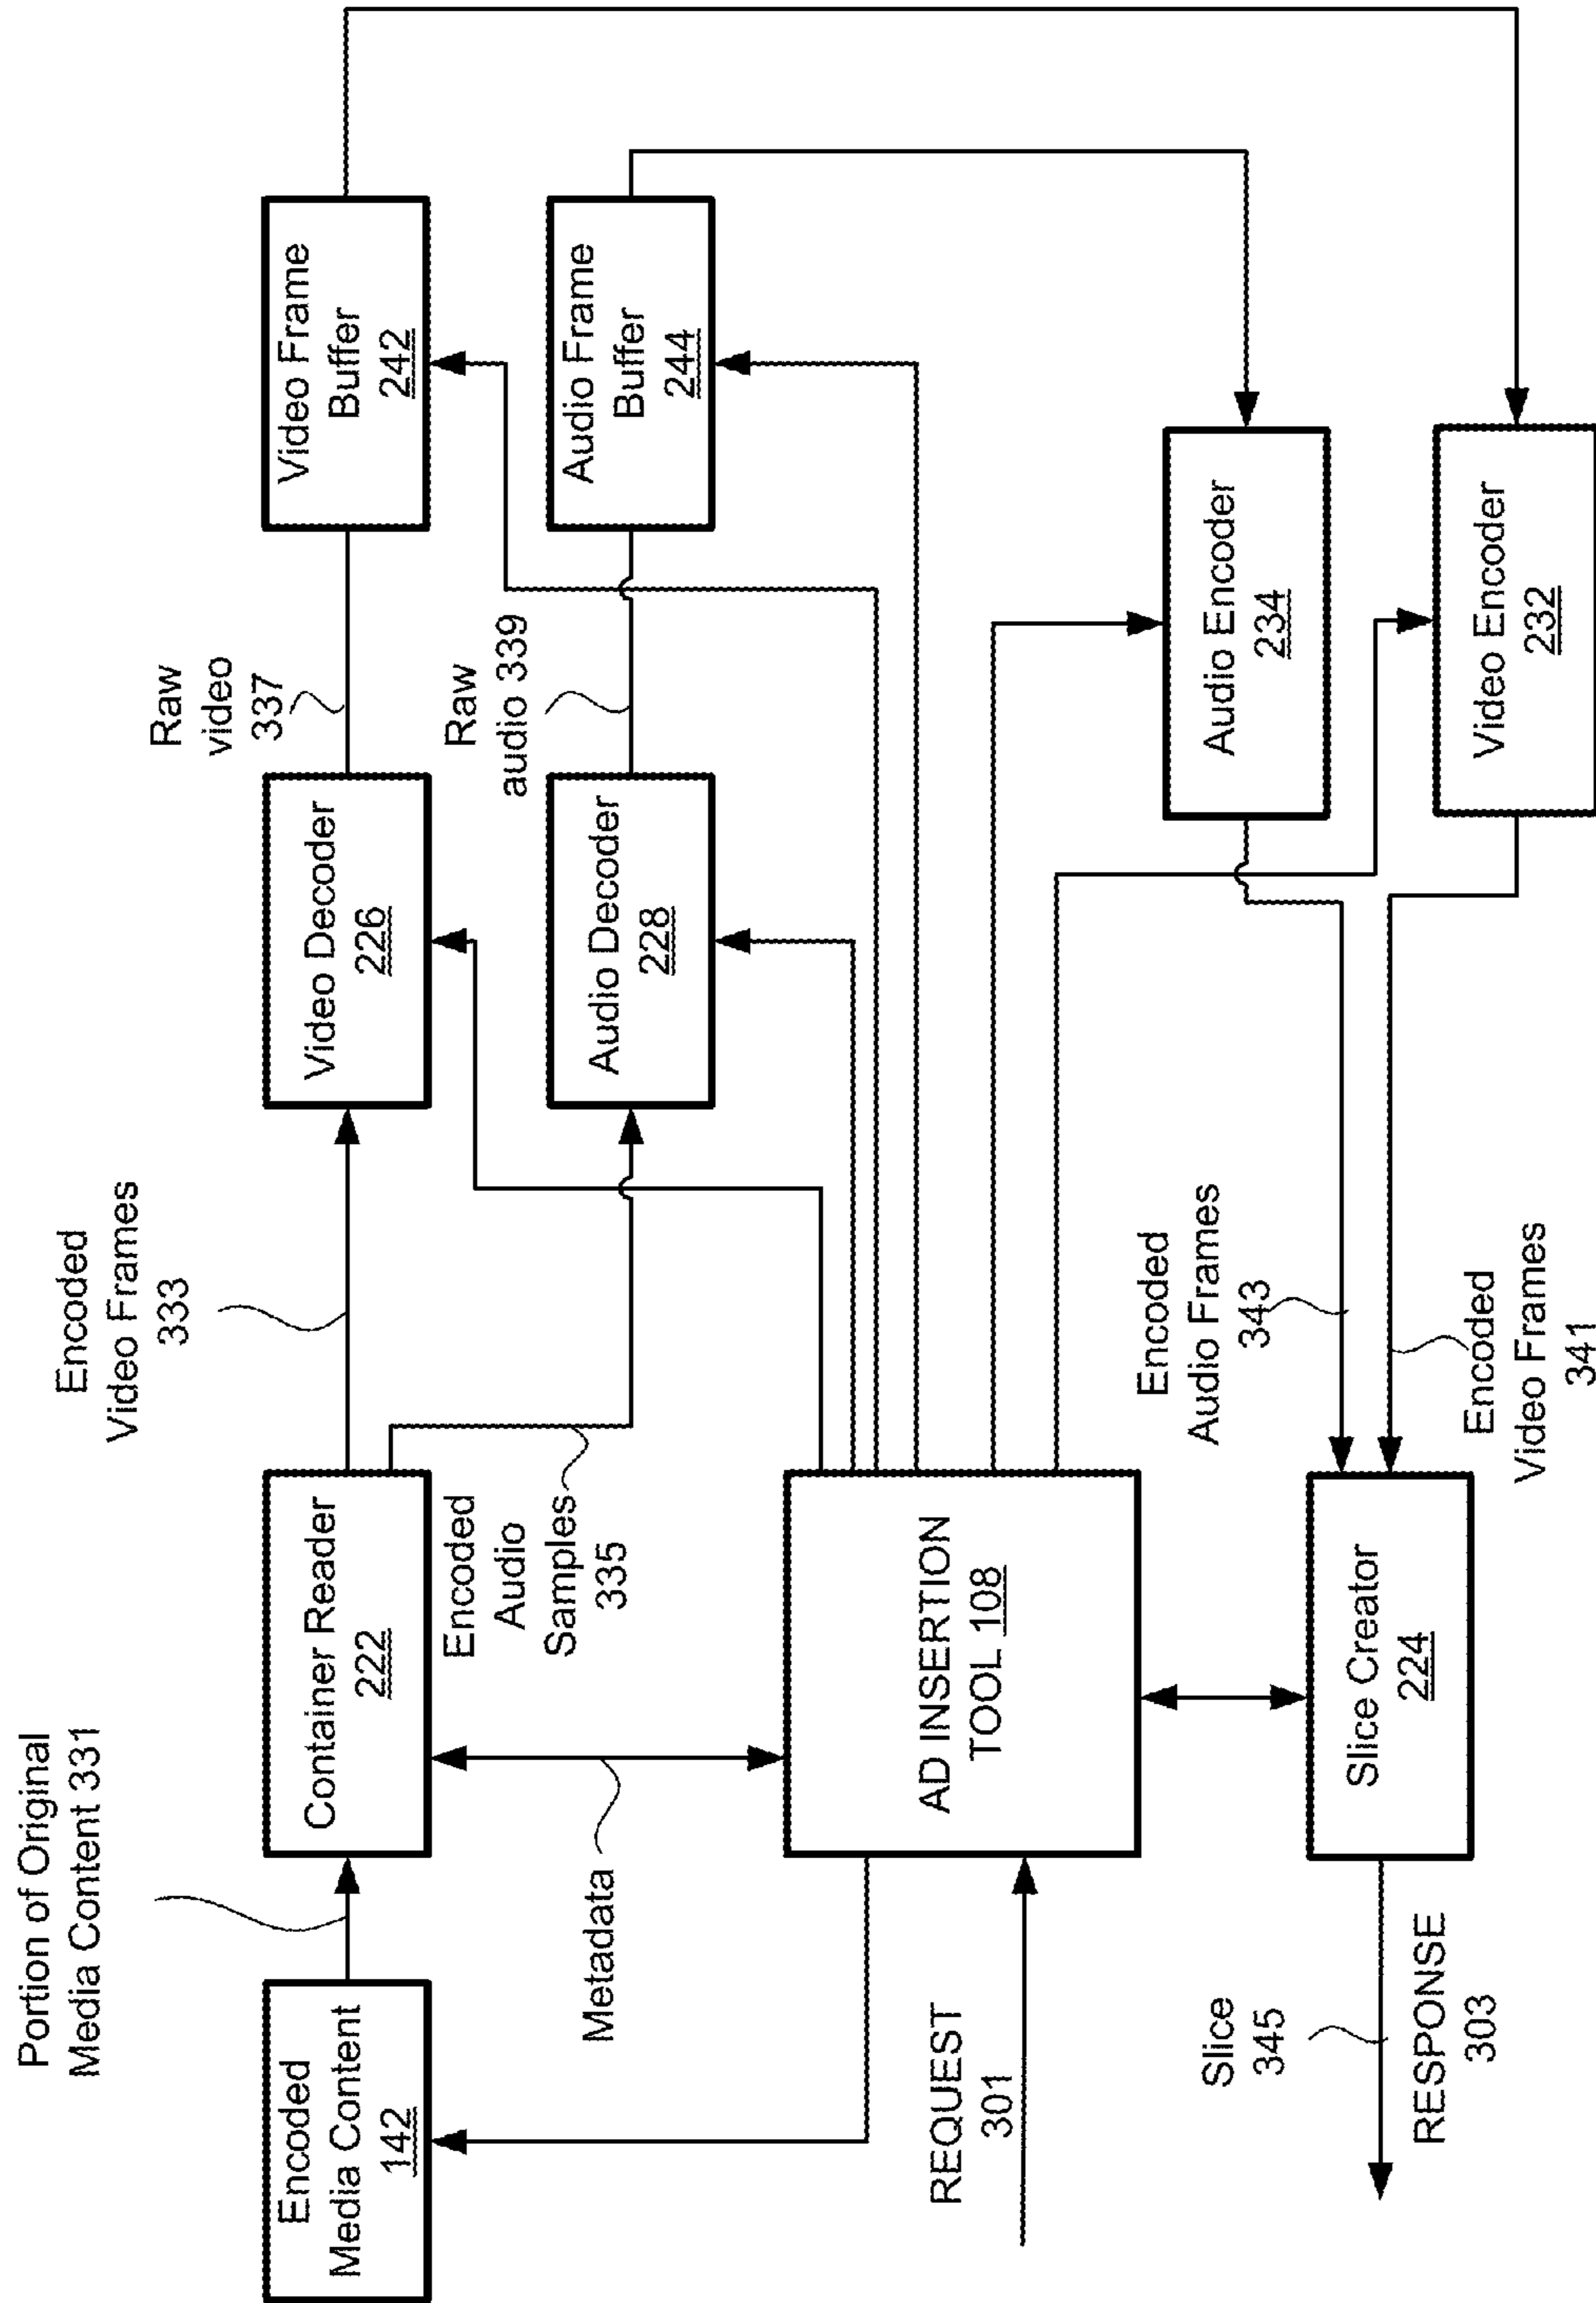 Portion of Original
Media Content 331
Encoded
Video Frames
333
Raw
video
337
Encoded
Media Content
142
Container Reader
222
Video Decoder
226
Video Frame
Buffer
242
Encoded
Audio
Samples
335
Raw
audio 339
Audio Decoder
228
Audio Frame
Buffer
244
Metadata
AD INSERTION
TOOL 108
REQUEST
301
Encoded
Audio Frames
343
Audio Encoder
234
Slice
345
RESPONSE
303
Slice Creator
224
Encoded
Video Frames
341
Video Encoder
232